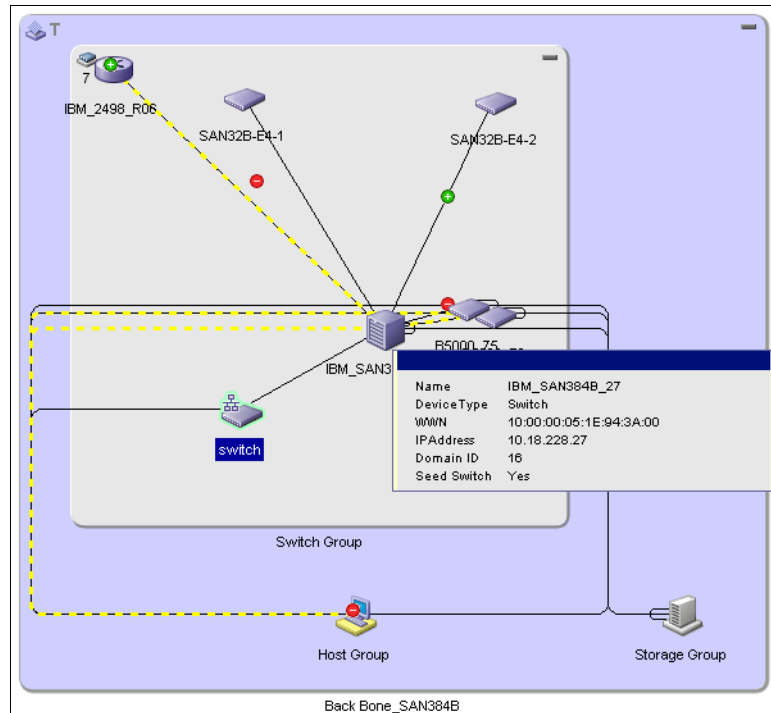 T
7
IBM_2498_R06
SAN32B-E4-1
SAN32B-E4-2
B5000_75
IBM_SAN3
Name IBM_SAN384B_27
DeviceType Switch
WWN 10:00:00:05:1E:94:3A:00
IPAddress 10.18.228.27
Domain ID 16
Seed Switch Yes
switch
Switch Group
Host Group
Storage Group
Back Bone_SAN384B